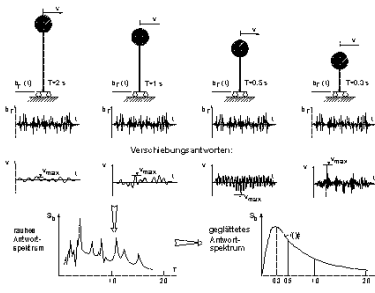 v v v v
b_r(t) T=2 s b_r(t) T=1 s b_r(t) T=0.5 s b_r(t) T=0.3 s
b_r t b_r t b_r t b_r t
Verschiebungsantworten:
v v_max t v v_max t v v_max t v v_max t
S_b geglättetes S_b
rauhes Antwort-
Antwort- spektrum
spektrum
1.0 2.0 T 0.3 0.5 1.0 2.0